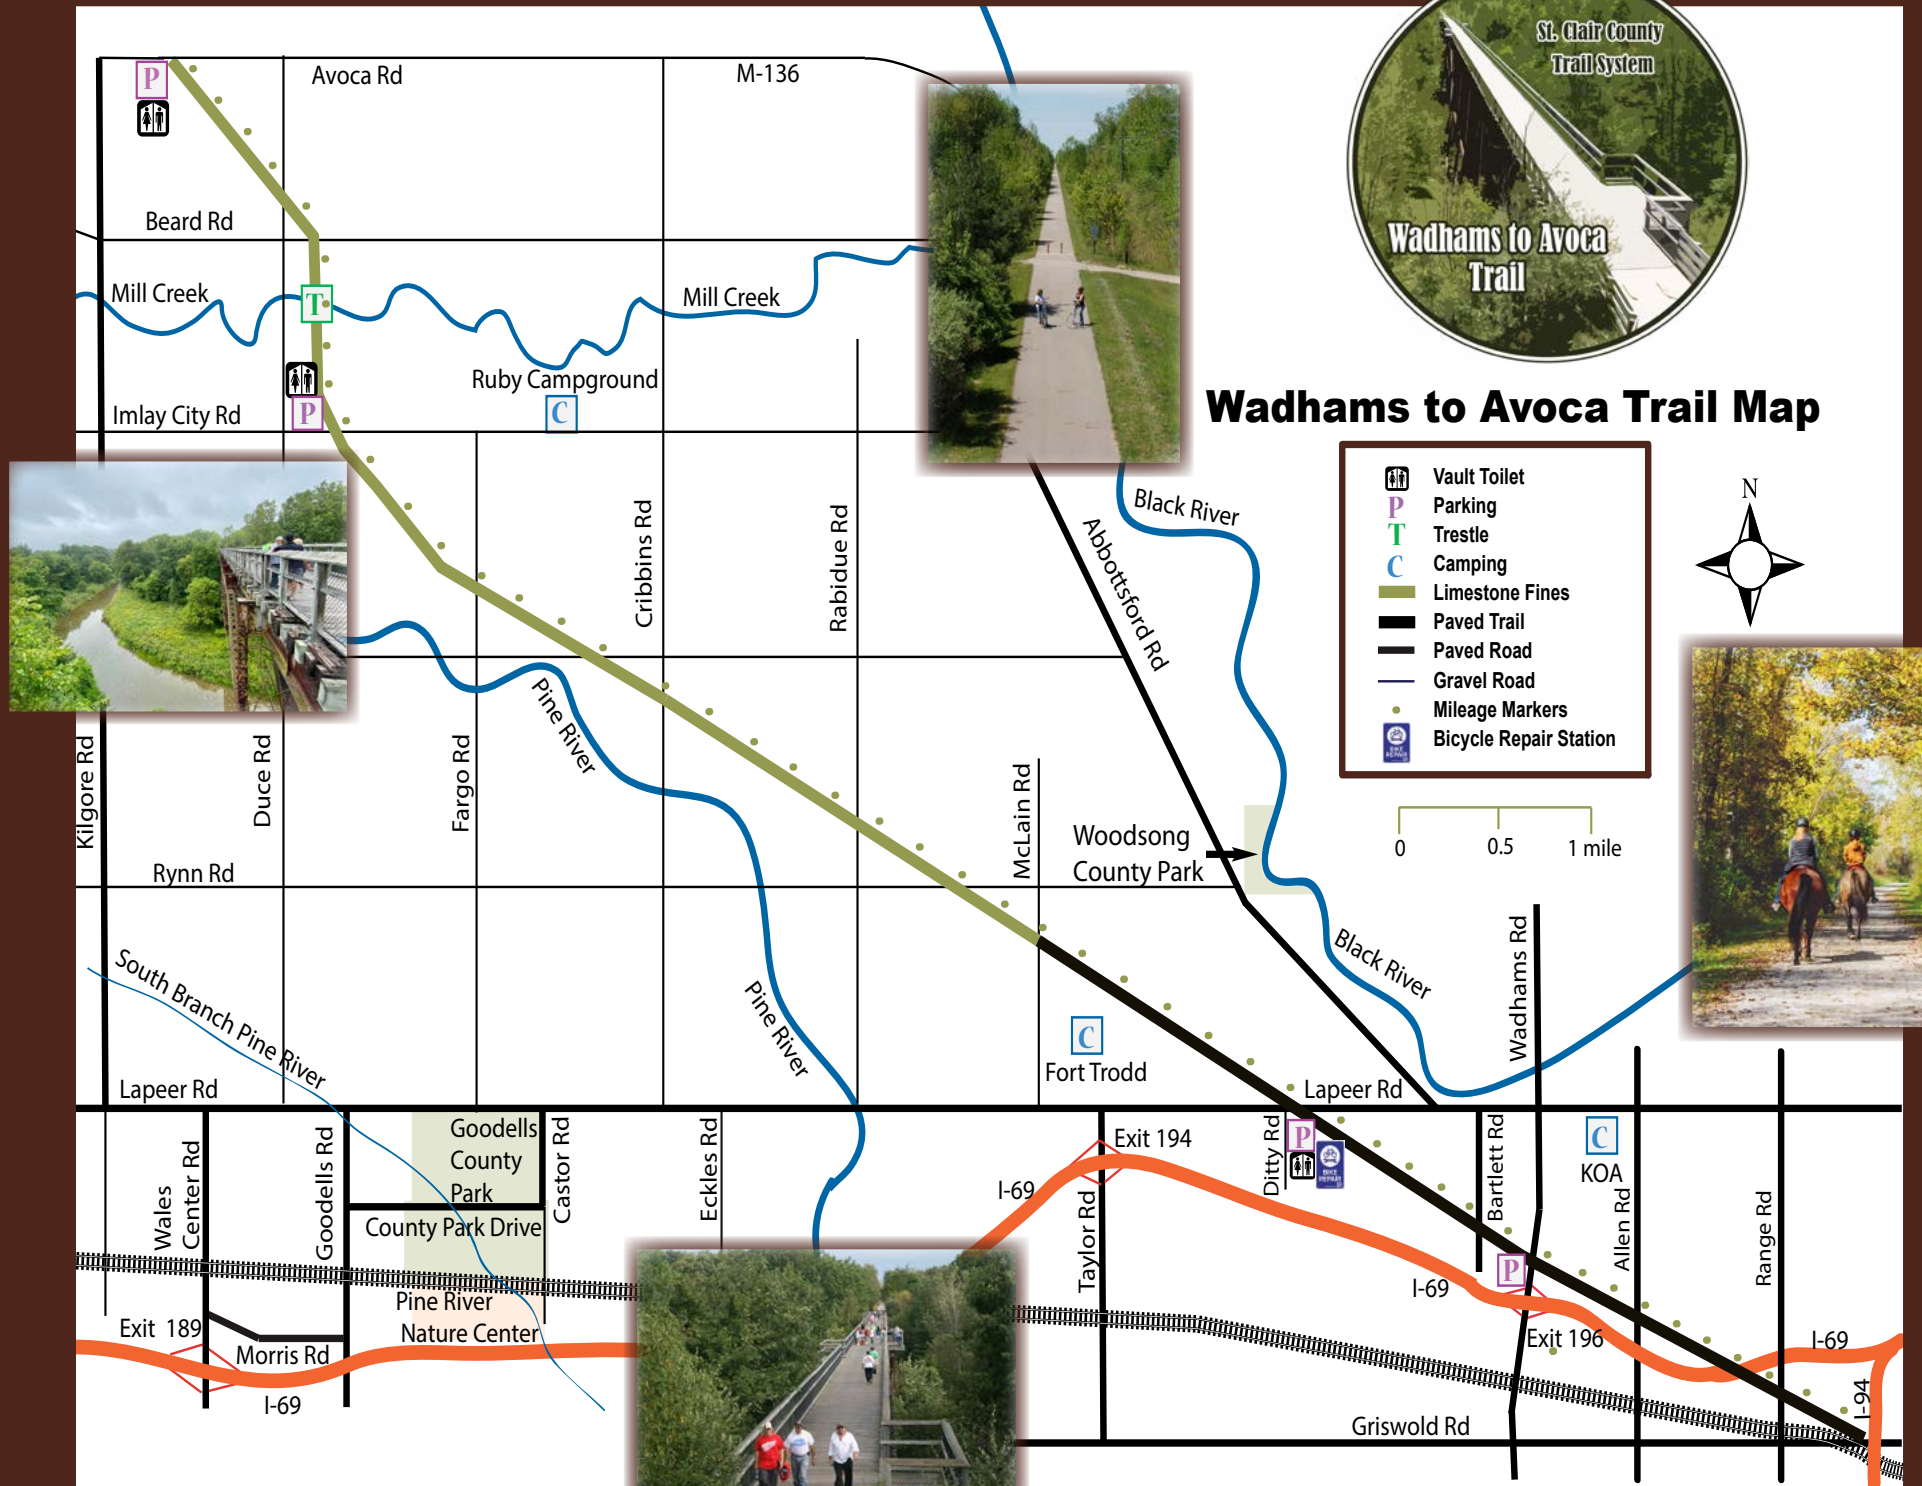 St. Clair County
Trail System
Wadhams to Avoca
Trail
Wadhams to Avoca Trail Map
Vault Toilet
P Parking
T Trestle
C Camping
Limestone Fines
Paved Trail
Paved Road
Gravel Road
Mileage Markers
BIKE REPAIR Bicycle Repair Station
N
0 0.5 1 mile
P
Avoca Rd
M-136
Beard Rd
Mill Creek
T
Mill Creek
Ruby Campground
C
Imlay City Rd
P
Black River
Abbottsford Rd
Cribbins Rd
Rabidue Rd
Pine River
Kilgore Rd
Duce Rd
Fargo Rd
McLain Rd
Woodsong
County Park
Rynn Rd
Black River
Wadhams Rd
South Branch Pine River
Pine River
C
Fort Trodd
Lapeer Rd
Lapeer Rd
Goodells
County
Park
County Park Drive
Wales
Center Rd
Goodells Rd
Castor Rd
Eckles Rd
Exit 194
I-69
Taylor Rd
Ditty Rd
P
BIKE
REPAIR
Bartlett Rd
C
KOA
Allen Rd
Range Rd
P
I-69
Exit 196
I-69
I-94
Pine River
Nature Center
Exit 189
Morris Rd
I-69
Griswold Rd